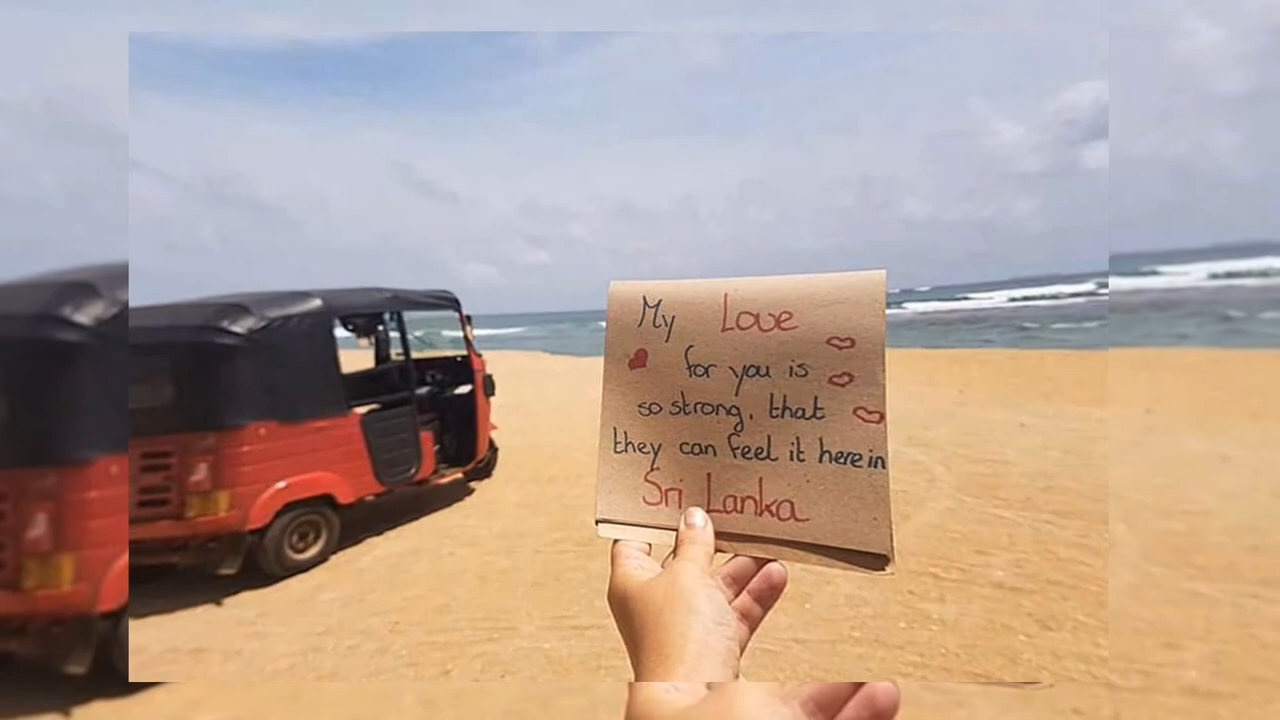 My Love
for you is
so strong, that
they can feel it here in
Sri Lanka